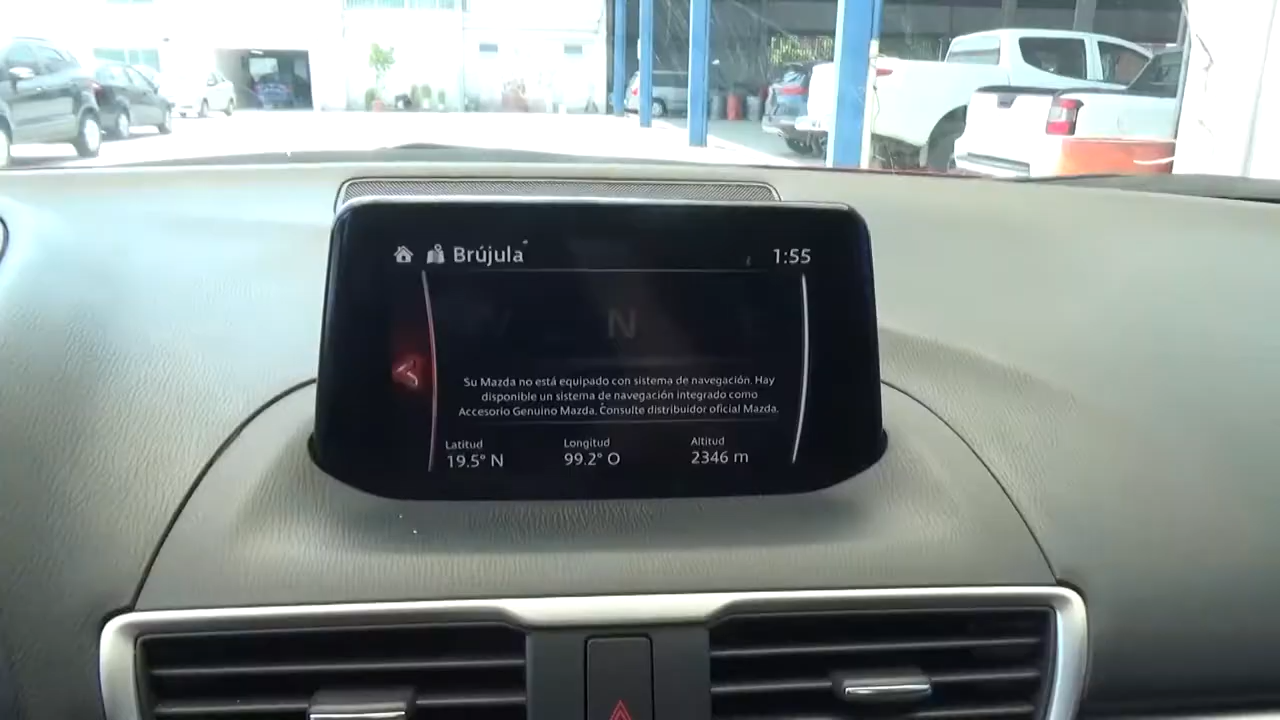 Brújula
1:55
N
Su Mazda no está equipado con sistema de navegación. Hay
disponible un sistema de navegación integrado como
Accesorio Genuino Mazda. Consulte distribuidor oficial Mazda.
Latitud Longitud Altitud
19.5° N 99.2° O 2346 m